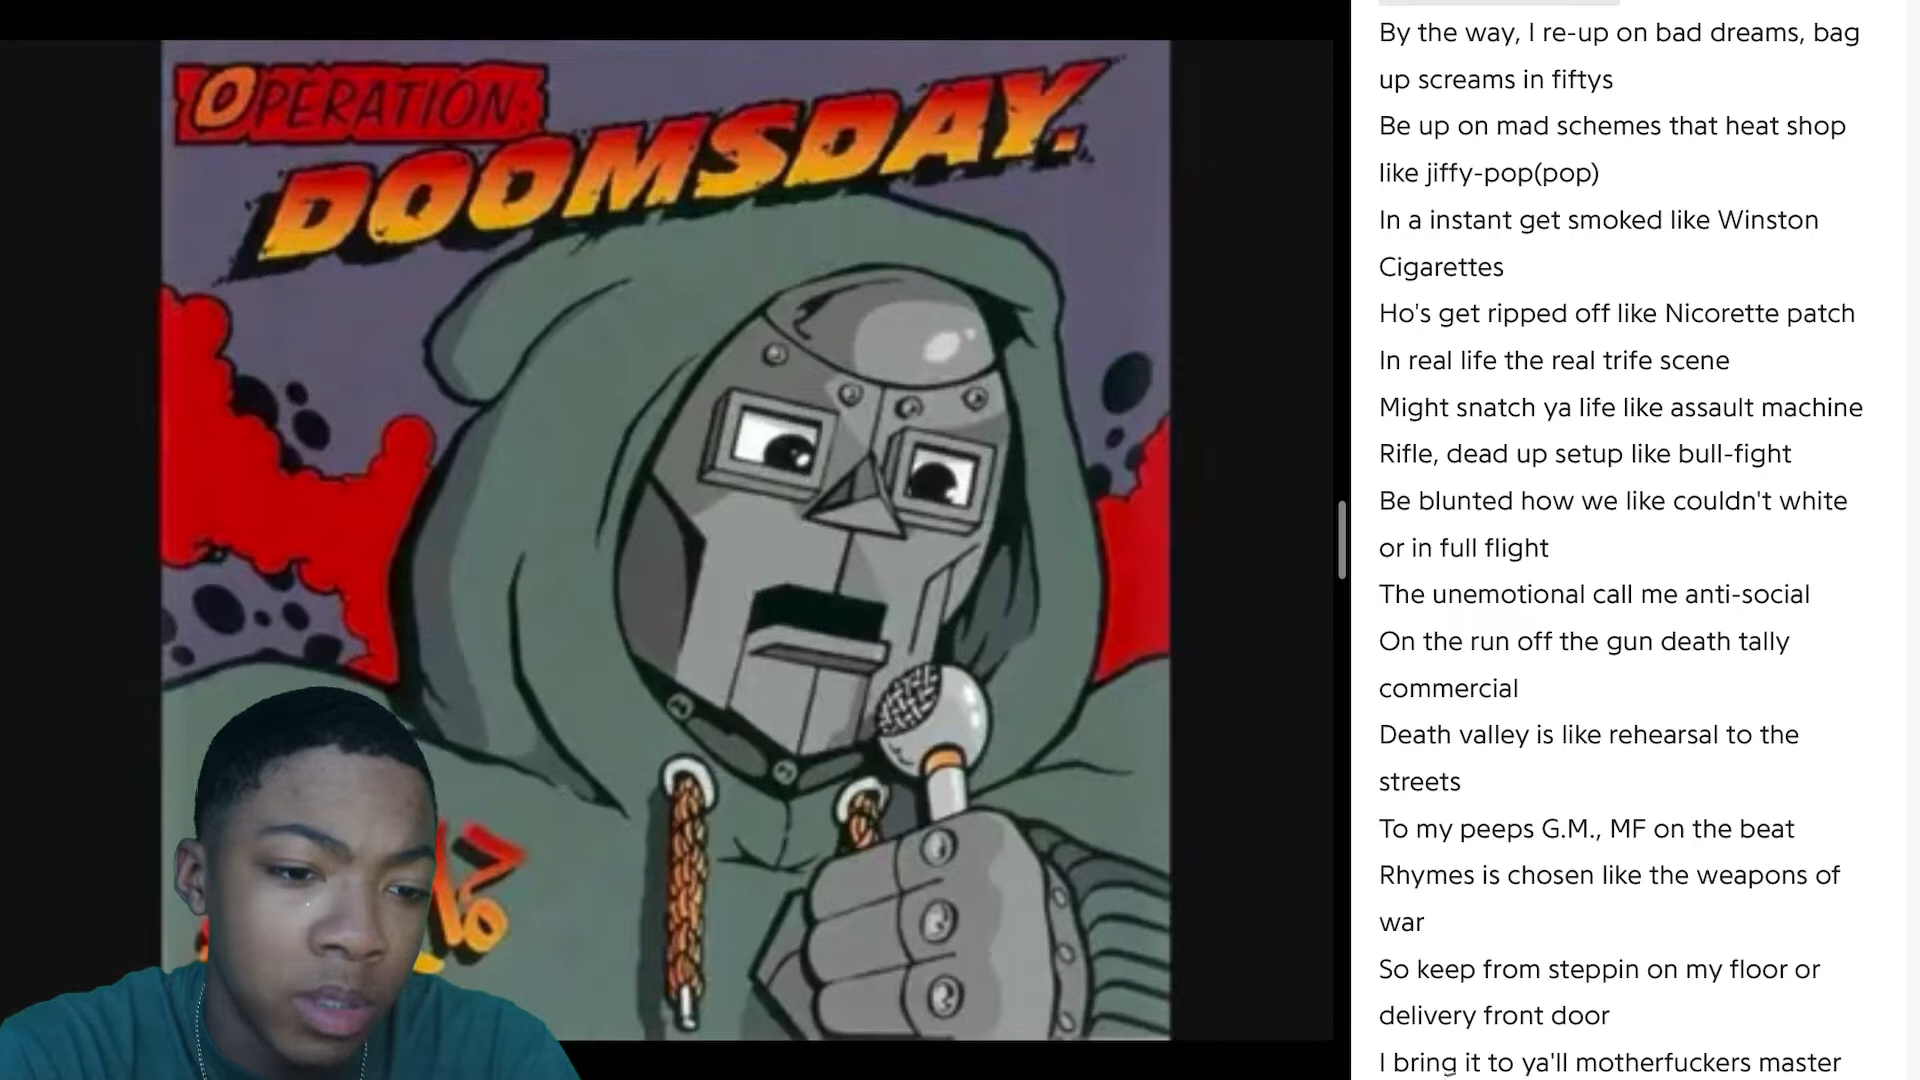 OPERATION:
DOOMSDAY.
By the way, I re-up on bad dreams, bag
up screams in fiftys
Be up on mad schemes that heat shop
like jiffy-pop(pop)
In a instant get smoked like Winston
Cigarettes
Ho's get ripped off like Nicorette patch
In real life the real trife scene
Might snatch ya life like assault machine
Rifle, dead up setup like bull-fight
Be blunted how we like couldn't white
or in full flight
The unemotional call me anti-social
On the run off the gun death tally
commercial
Death valley is like rehearsal to the
streets
To my peeps G.M., MF on the beat
Rhymes is chosen like the weapons of
war
So keep from steppin on my floor or
delivery front door
I bring it to ya'll motherfuckers master